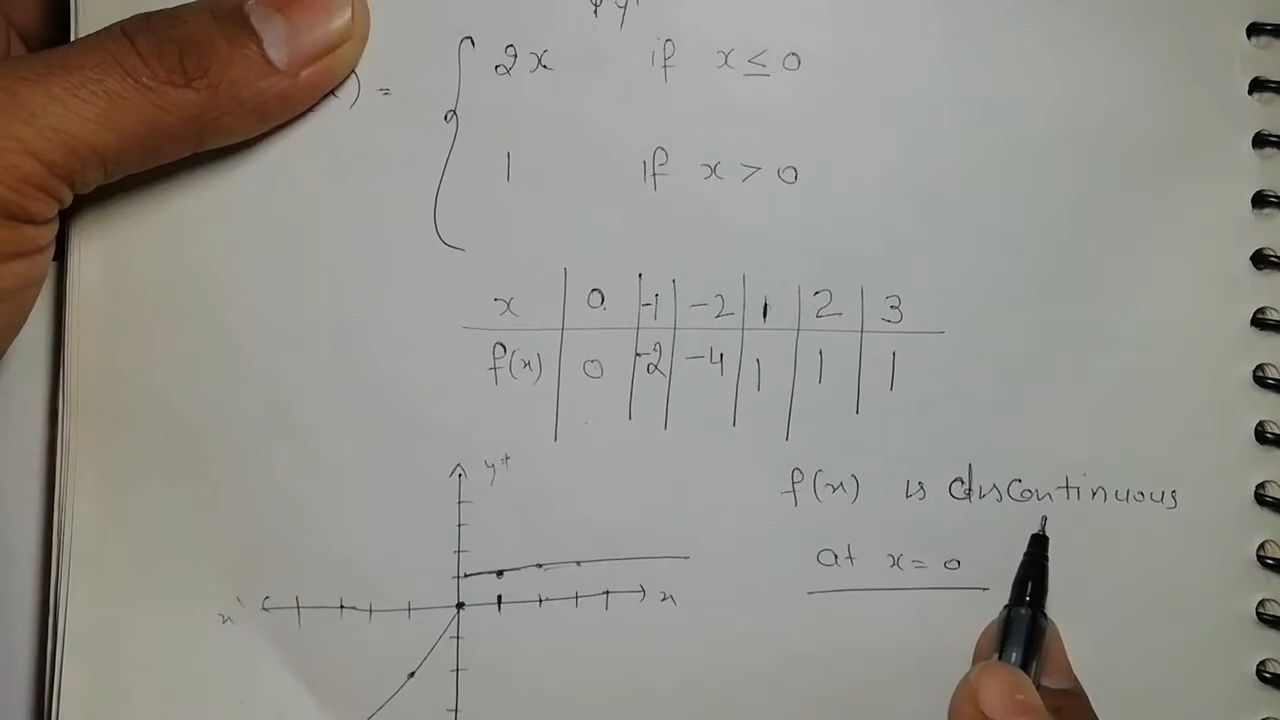 ) = { 2x if x ≤ 0
1 if x > 0
x 0 -1 -2 1 2 3
f(x) 0 -2 -4 1 1 1
y+
f(x) is discontinuous
at x = 0
x' x